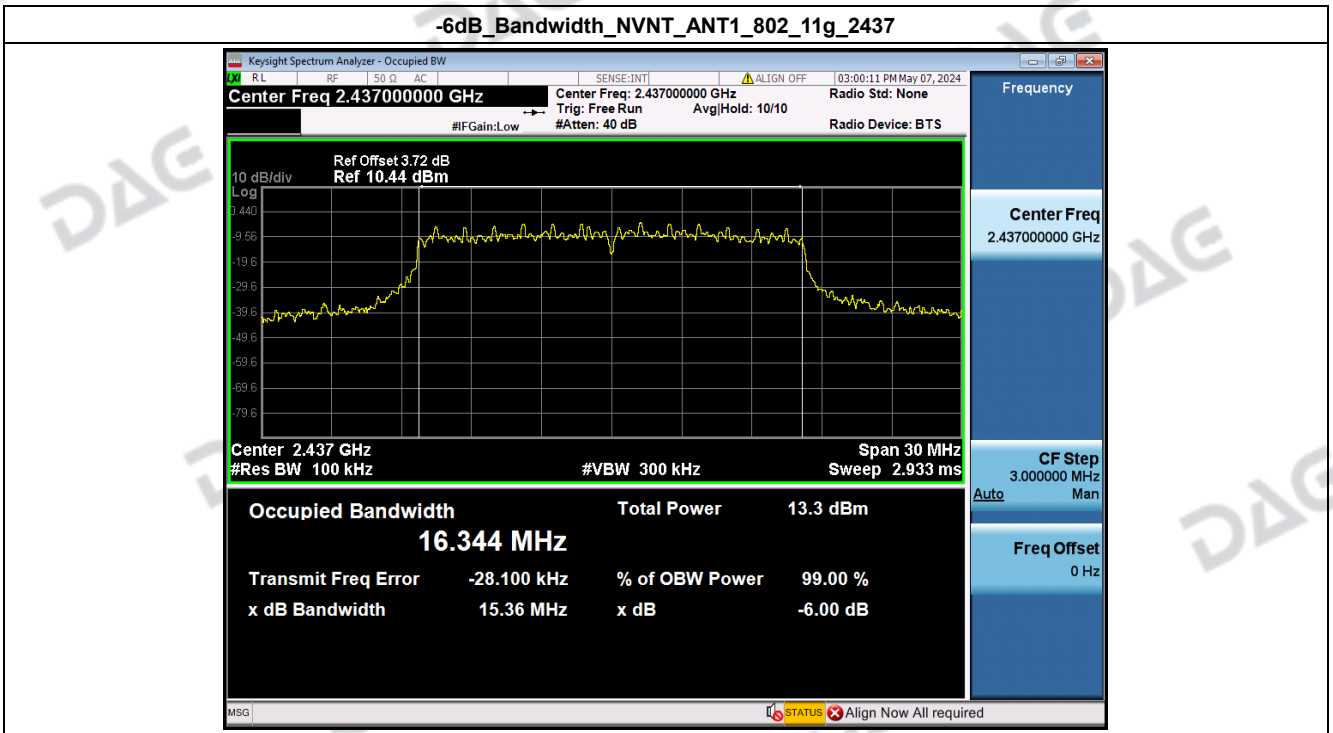 -6dB_Bandwidth_NVNT_ANT1_802_11g_2437
Keysight Spectrum Analyzer - Occupied BW
LXI RL RF 50 Ω AC SENSE:INT ALIGN OFF 03:00:11 PM May 07, 2024
Center Freq 2.437000000 GHz
Center Freq: 2.437000000 GHz
Radio Std: None
Trig: Free Run Avg|Hold: 10/10
#IFGain:Low
#Atten: 40 dB
Radio Device: BTS
Frequency
Ref Offset 3.72 dB
10 dB/div Ref 10.44 dBm
Log
0.440
-9.56
-19.6
-29.6
-39.6
-49.6
-59.6
-69.6
-79.6
Center 2.437 GHz
Span 30 MHz
#Res BW 100 kHz
#VBW 300 kHz
Sweep 2.933 ms
Center Freq
2.437000000 GHz
CF Step
3.000000 MHz
Auto Man
Freq Offset
0 Hz
Occupied Bandwidth
16.344 MHz
Total Power 13.3 dBm
Transmit Freq Error -28.100 kHz
% of OBW Power 99.00 %
x dB Bandwidth 15.36 MHz
x dB -6.00 dB
MSG
STATUS
Align Now All required
DAG
DAG
DAG